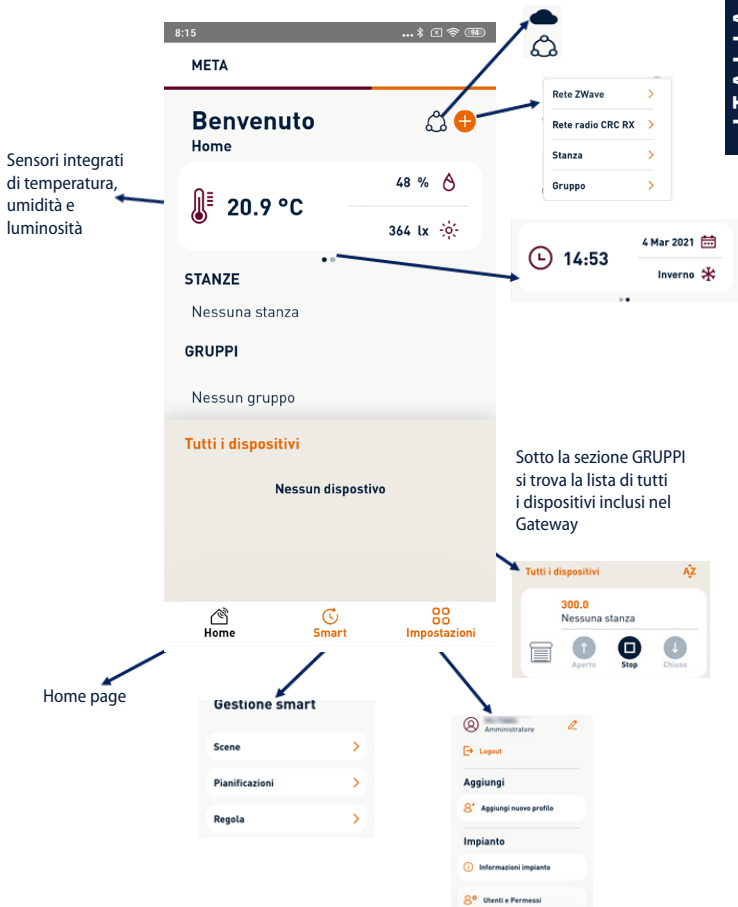 8:15
94
META
Benvenuto
Home
20.9 °C
48 %
364 lx
STANZE
Nessuna stanza
GRUPPI
Nessun gruppo
Tutti i dispositivi
Nessun dispostivo
Home
Smart
Impostazioni
Sensori integrati
di temperatura,
umidità e
luminosità
Rete ZWave
Rete radio CRC RX
Stanza
Gruppo
14:53
4 Mar 2021
Inverno
Sotto la sezione GRUPPI
si trova la lista di tutti
i dispositivi inclusi nel
Gateway
Tutti i dispositivi
AZ
300.0
Nessuna stanza
Aperto
Stop
Chiuso
Home page
Gestione smart
Scene
Pianificazioni
Regola
Amministratore
Logout
Aggiungi
Aggiungi nuovo profilo
Impianto
Informazioni impianto
Utenti e Permessi